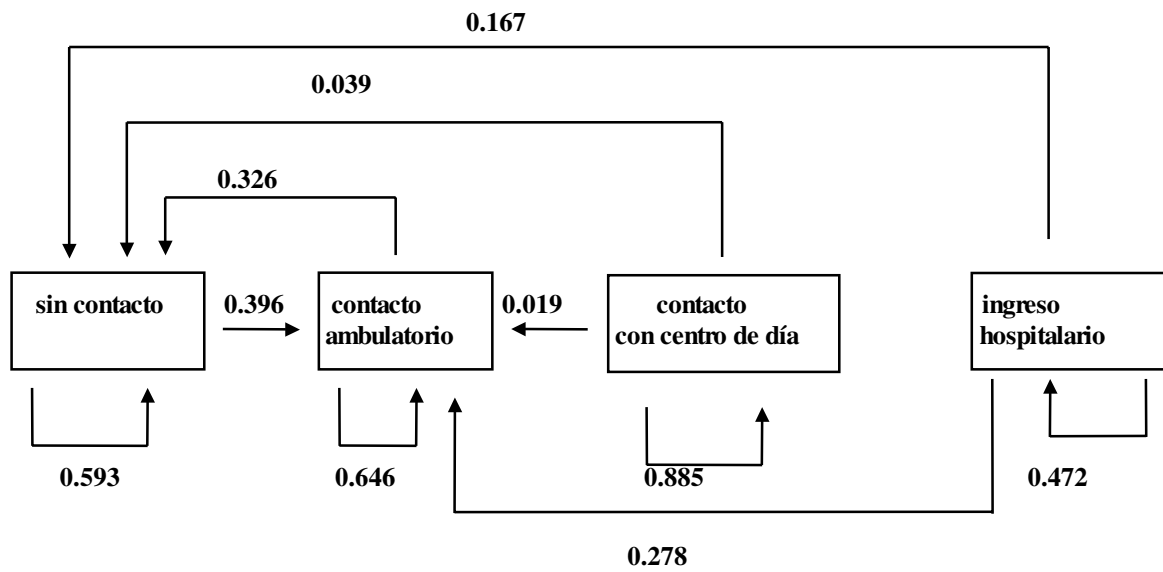 0.167
0.039
0.326
sin contacto
0.396
contacto
ambulatorio
0.019
contacto
con centro de día
ingreso
hospitalario
0.593
0.646
0.885
0.472
0.278